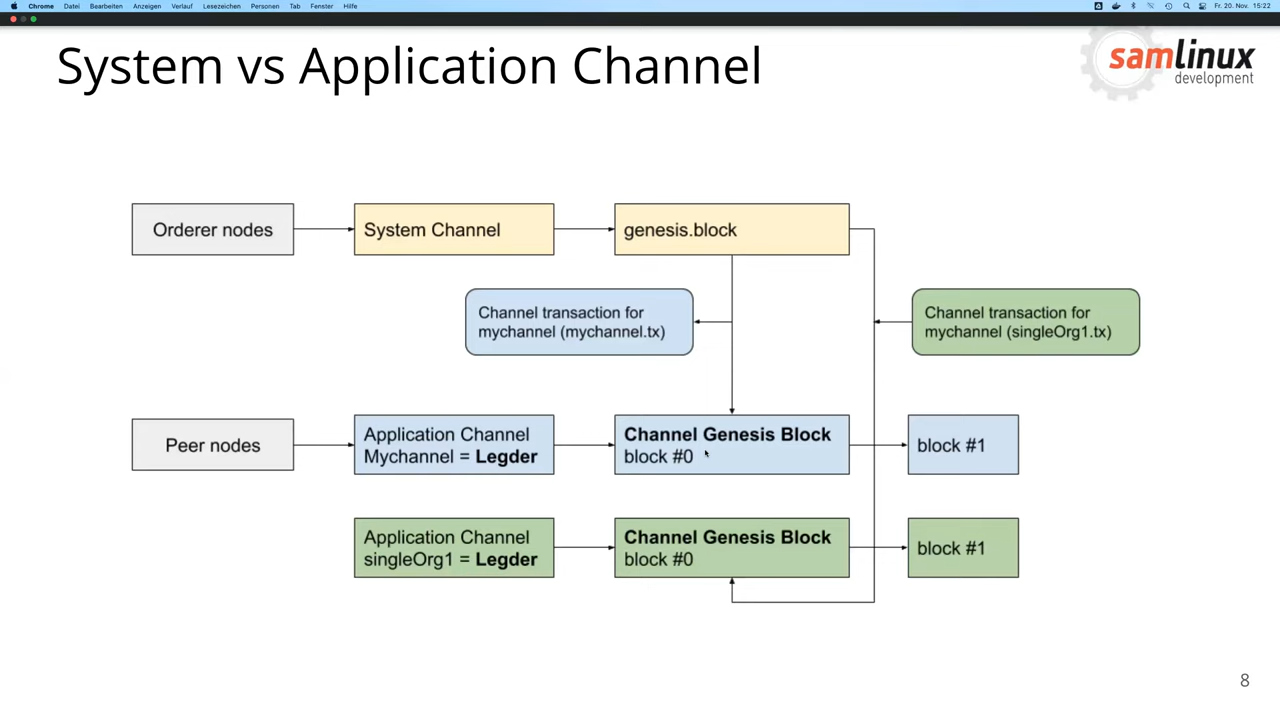 Chrome Datei Bearbeiten Anzeigen Verlauf Lesezeichen Personen Tab Fenster Hilfe Fr. 20. Nov. 15:22
System vs Application Channel
samlinux
development
Orderer nodes
System Channel
genesis.block
Channel transaction for
mychannel (mychannel.tx)
Channel transaction for
mychannel (singleOrg1.tx)
Peer nodes
Application Channel
Mychannel = Legder
Channel Genesis Block
block #0
block #1
Application Channel
singleOrg1 = Legder
Channel Genesis Block
block #0
block #1
8